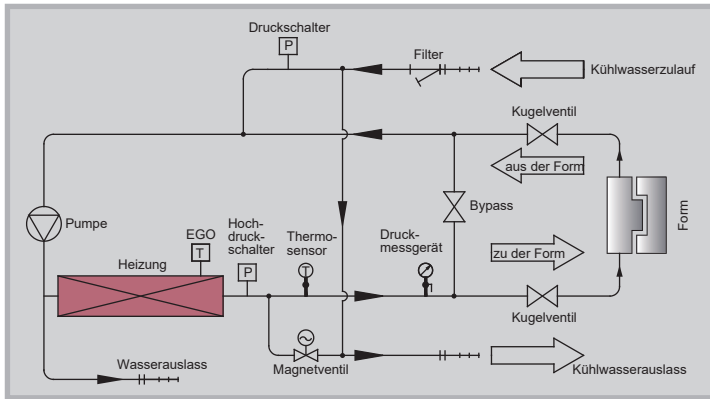 Druckschalter
P
Filter
Kühlwasserzulauf
Kugelventil
aus der Form
Bypass
Form
Pumpe
EGO
T
Hoch-
druck-
schalter
P
Thermo-
sensor
T
Druck-
messgerät
zu der Form
Heizung
Kugelventil
Wasserauslass
Magnetventil
Kühlwasserauslass